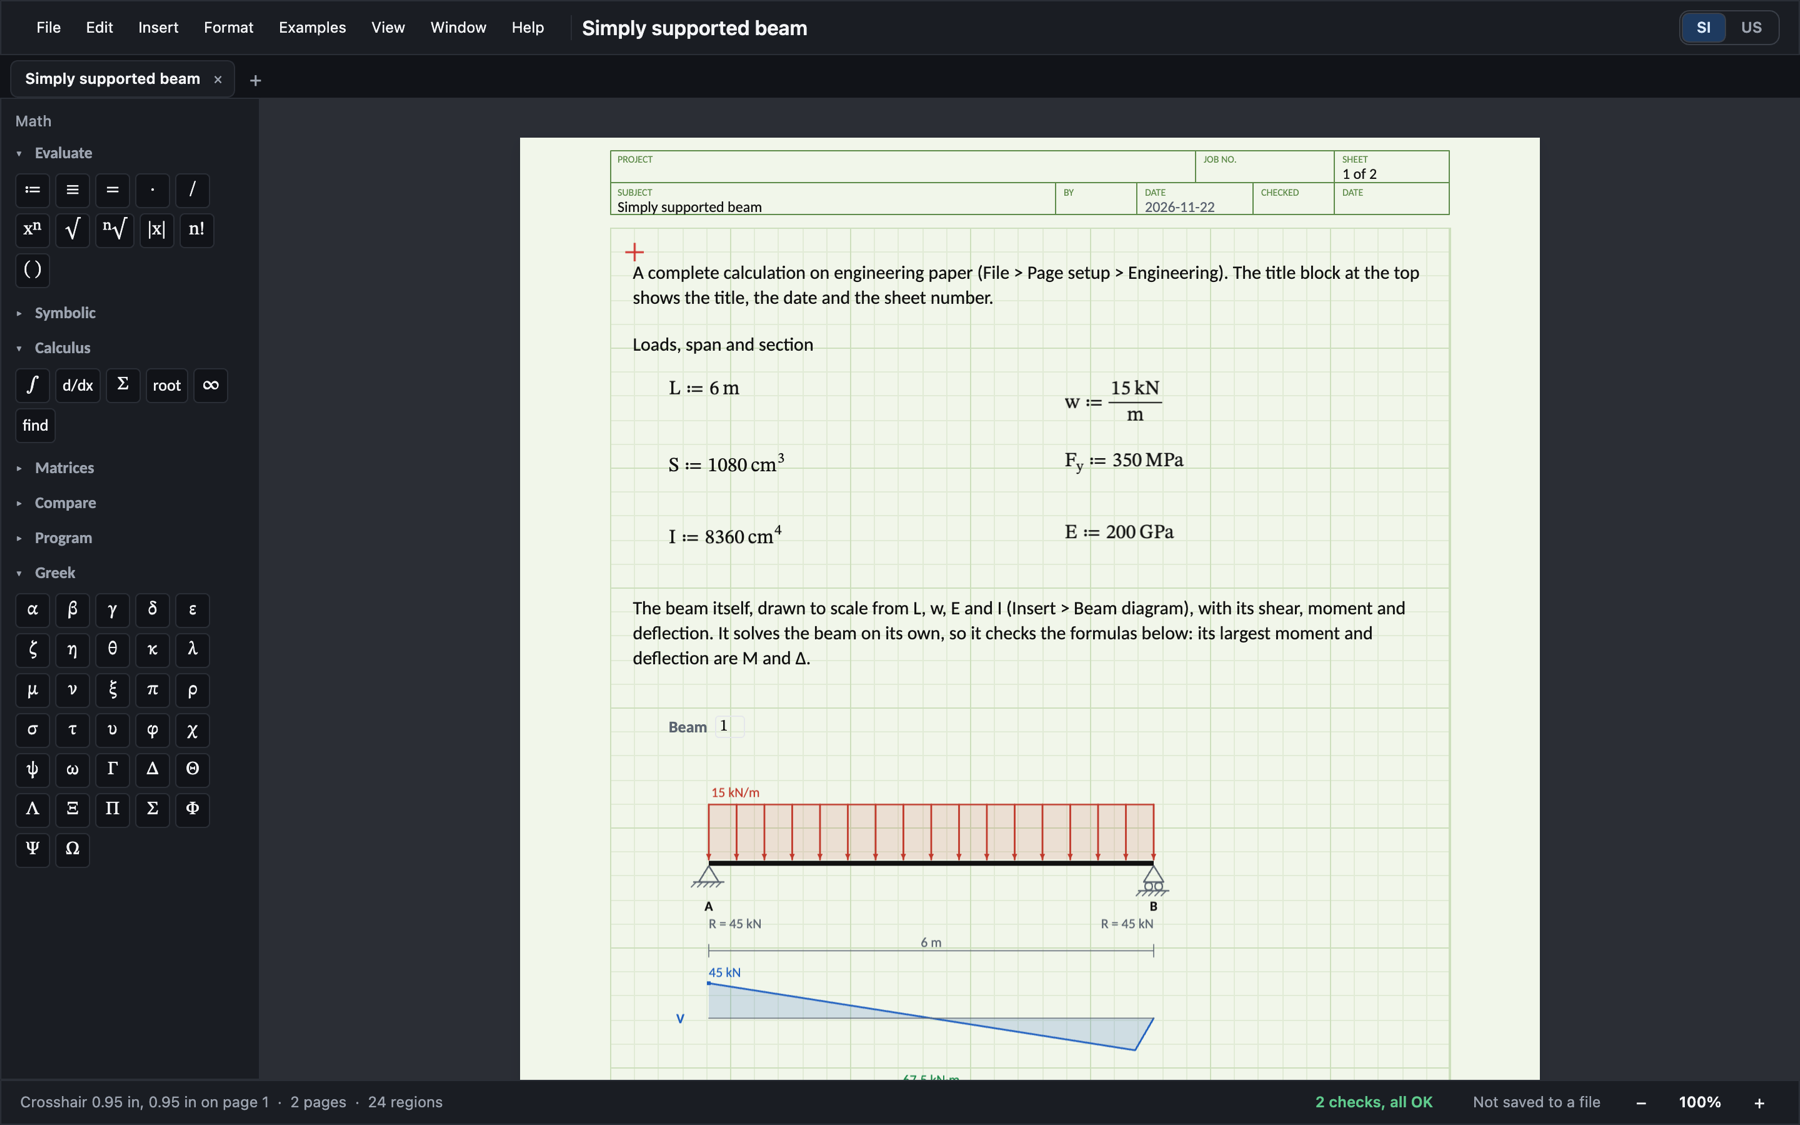 File Edit Insert Format Examples View Window Help Simply supported beam SI US
Simply supported beam × +
Math
Evaluate
:= ≡ = · /
xⁿ √ ⁿ√ |x| n!
( )
Symbolic
Calculus
∫ d/dx Σ root ∞
find
Matrices
Compare
Program
Greek
α β γ δ ε
ζ η θ κ λ
μ ν ξ π ρ
σ τ υ φ χ
ψ ω Γ Δ Θ
Λ Ξ Π Σ Φ
Ψ Ω
PROJECT JOB NO. SHEET
1 of 2
SUBJECT BY DATE CHECKED DATE
Simply supported beam 2026-11-22
A complete calculation on engineering paper (File > Page setup > Engineering). The title block at the top
shows the title, the date and the sheet number.
Loads, span and section
L := 6 m
w := 15 kN / m
S := 1080 cm³
F_y := 350 MPa
I := 8360 cm⁴
E := 200 GPa
The beam itself, drawn to scale from L, w, E and I (Insert > Beam diagram), with its shear, moment and
deflection. It solves the beam on its own, so it checks the formulas below: its largest moment and
deflection are M and Δ.
Beam 1
15 kN/m
A B
R = 45 kN R = 45 kN
6 m
45 kN
V
67.5 kN·m
Crosshair 0.95 in, 0.95 in on page 1 · 2 pages · 24 regions 2 checks, all OK Not saved to a file − 100% +